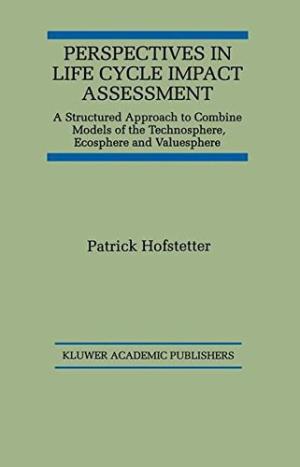 PERSPECTIVES IN
LIFE CYCLE IMPACT
ASSESSMENT
A Structured Approach to Combine
Models of the Technosphere,
Ecosphere and Valuesphere
Patrick Hofstetter
KLUWER ACADEMIC PUBLISHERS